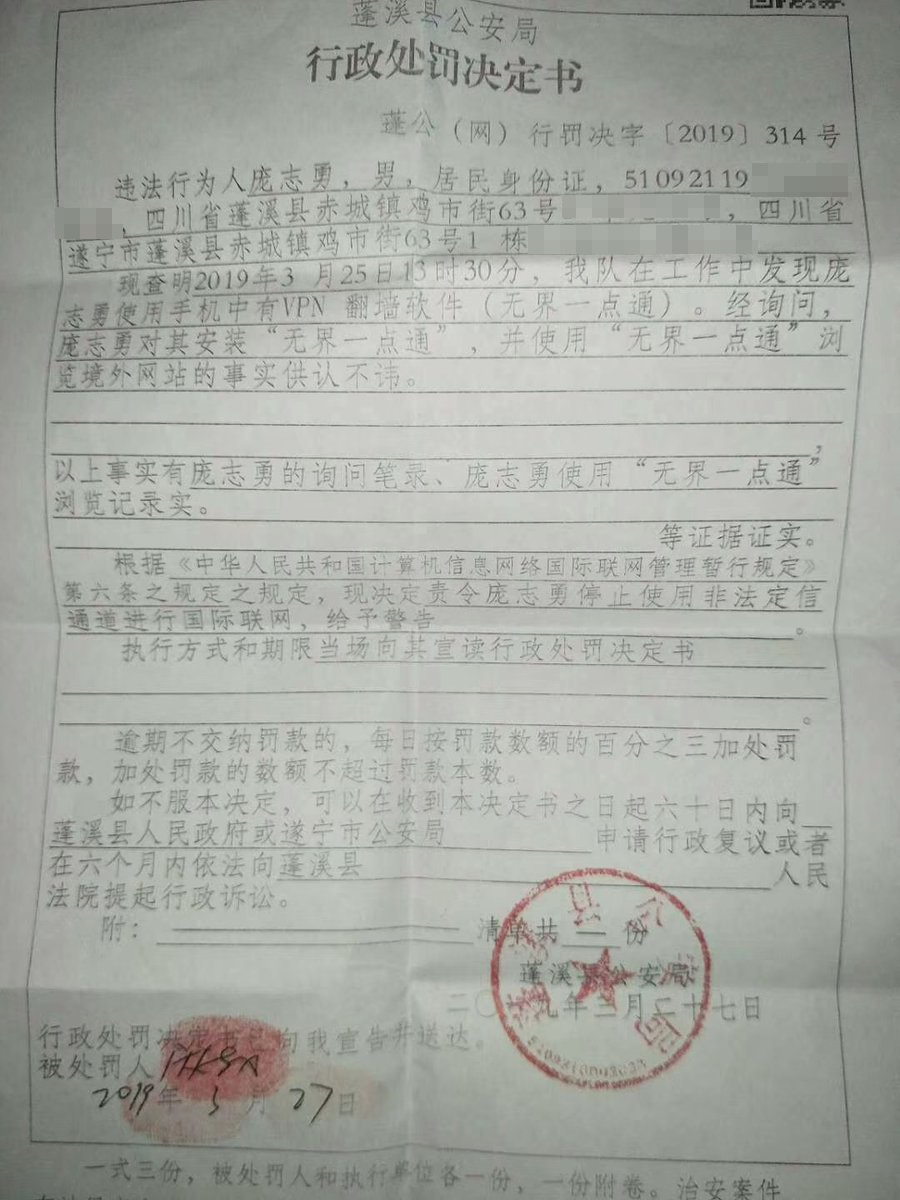 蓬溪县公安局
行政处罚决定书
蓬公（网）行罚决字〔2019〕314号
违法行为人庞志勇，男，居民身份证，51092119
，四川省蓬溪县赤城镇鸡市街63号，四川省
遂宁市蓬溪县赤城镇鸡市街63号1 栋
现查明2019年3 月25日13时30分，我队在工作中发现庞
志勇使用手机中有VPN 翻墙软件（无界一点通）。经询问，
庞志勇对其安装“无界一点通”，并使用“无界一点通”浏
览境外网站的事实供认不讳。
，
以上事实有庞志勇的询问笔录、庞志勇使用“无界一点通”
浏览记录实。
等证据证实。
根据《中华人民共和国计算机信息网络国际联网管理暂行规定》
第六条之规定之规定，现决定责令庞志勇停止使用非法定信
通道进行国际联网，给予警告。
执行方式和期限当场向其宣读行政处罚决定书
。
逾期不交纳罚款的，每日按罚款数额的百分之三加处罚
款，加处罚款的数额不超过罚款本数。
如不服本决定，可以在收到本决定书之日起六十日内向
蓬溪县人民政府或遂宁市公安局 申请行政复议或者
在六个月内依法向蓬溪县 人民
法院提起行政诉讼。
附： 清单共 一 份
蓬溪县公安局
二〇一九年三月二十七日
行政处罚决定书已向我宣告并送达。
被处罚人
2019年 3 月 27日
一式三份，被处罚人和执行单位各一份，一份附卷。治安案件